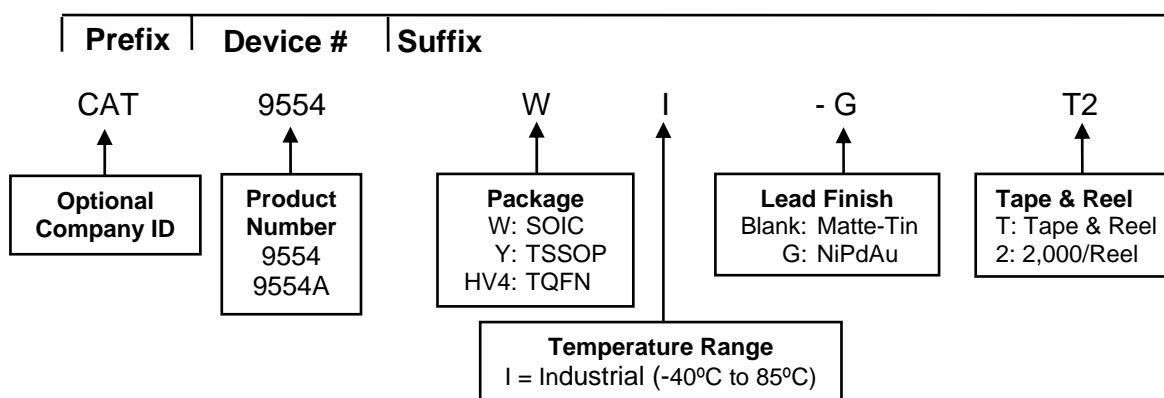 Prefix Device # Suffix
CAT 9554 W I - G T2
Optional
Company ID
Product
Number
9554
9554A
Package
W: SOIC
Y: TSSOP
HV4: TQFN
Lead Finish
Blank: Matte-Tin
G: NiPdAu
Tape & Reel
T: Tape & Reel
2: 2,000/Reel
Temperature Range
I = Industrial (-40ºC to 85ºC)